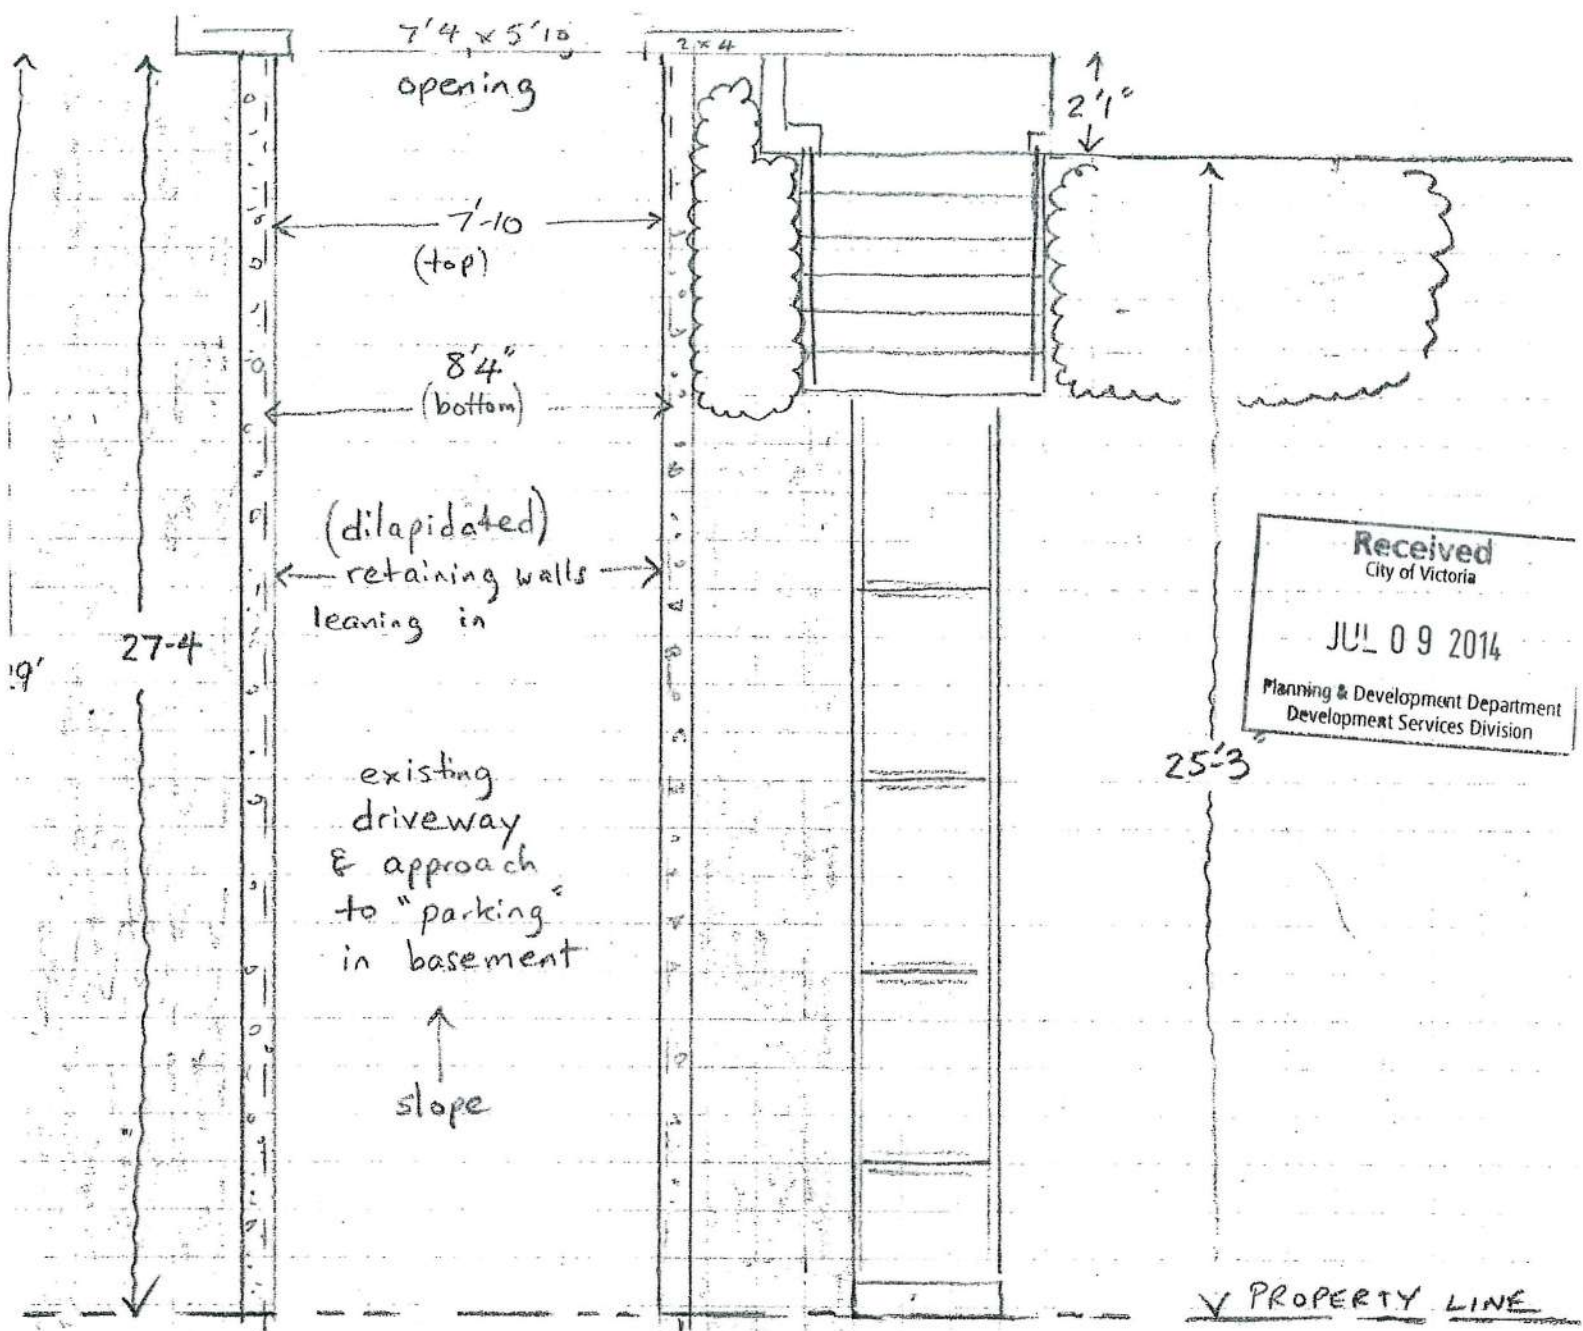 7'4 x 5'10
opening
2x4
2'1"
7'-10
(top)
8'4"
(bottom)
(dilapidated)
retaining walls
leaning in
27-4
9'
existing
driveway
& approach
to "parking"
in basement
slope
Received
City of Victoria
JUL 09 2014
Planning & Development Department
Development Services Division
25'-3"
PROPERTY LINE